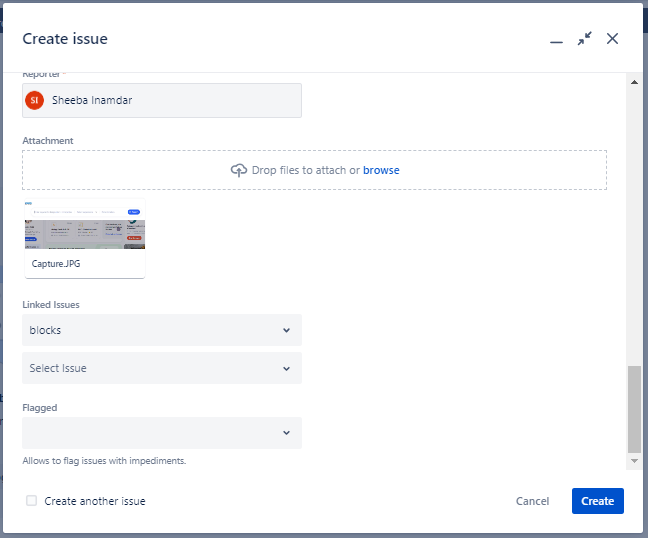 Create issue
Reporter *
SI Sheeba Inamdar
Attachment
Drop files to attach or browse
Capture.JPG
Linked Issues
blocks
Select Issue
Flagged
Allows to flag issues with impediments.
Create another issue
Cancel
Create